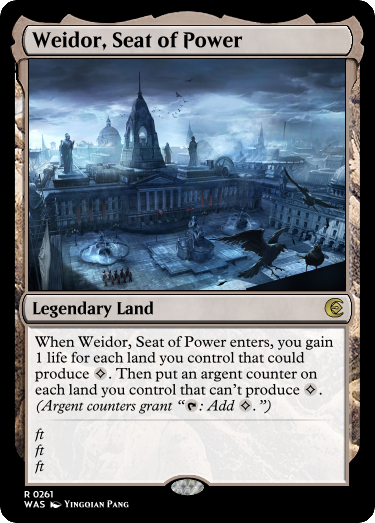 Weidor, Seat of Power
Legendary Land
When Weidor, Seat of Power enters, you gain
1 life for each land you control that could
produce . Then put an argent counter on
each land you control that can't produce .
(Argent counters grant “: Add .”)
ft
ft
ft
R 0261
WAS Yingqian Pang